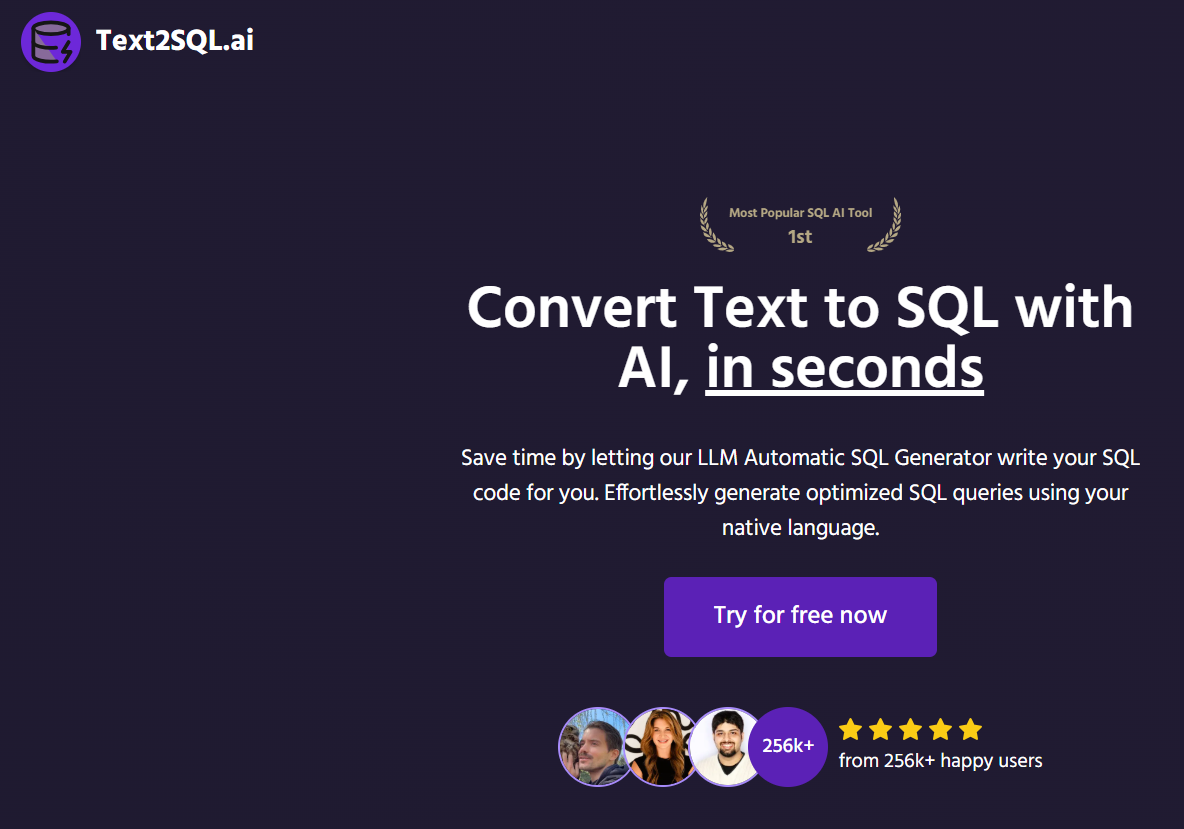 Text2SQL.ai
Most Popular SQL AI Tool
1st
Convert Text to SQL with
AI, in seconds
Save time by letting our LLM Automatic SQL Generator write your SQL
code for you. Effortlessly generate optimized SQL queries using your
native language.
Try for free now
256k+
from 256k+ happy users